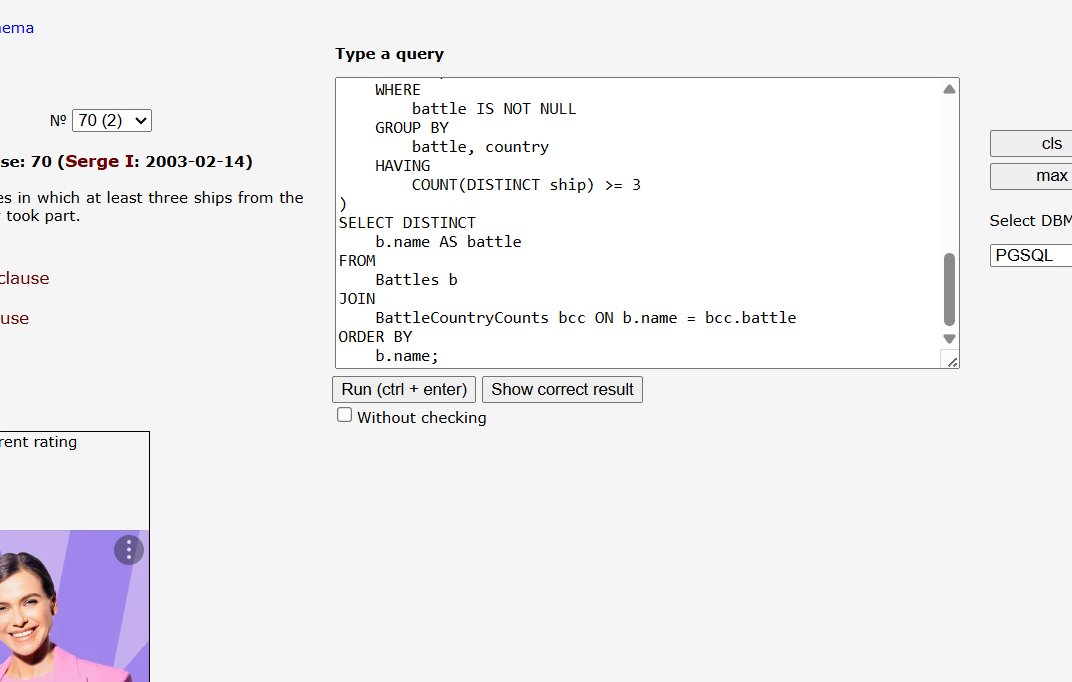 ema
Type a query
WHERE
battle IS NOT NULL
GROUP BY
battle, country
HAVING
COUNT(DISTINCT ship) >= 3
)
SELECT DISTINCT
b.name AS battle
FROM
Battles b
JOIN
BattleCountryCounts bcc ON b.name = bcc.battle
ORDER BY
b.name;
Nº 70 (2)
se: 70 (Serge I: 2003-02-14)
es in which at least three ships from the
took part.
clause
use
Run (ctrl + enter) Show correct result
Without checking
rent rating
cls
max
Select DBM
PGSQL